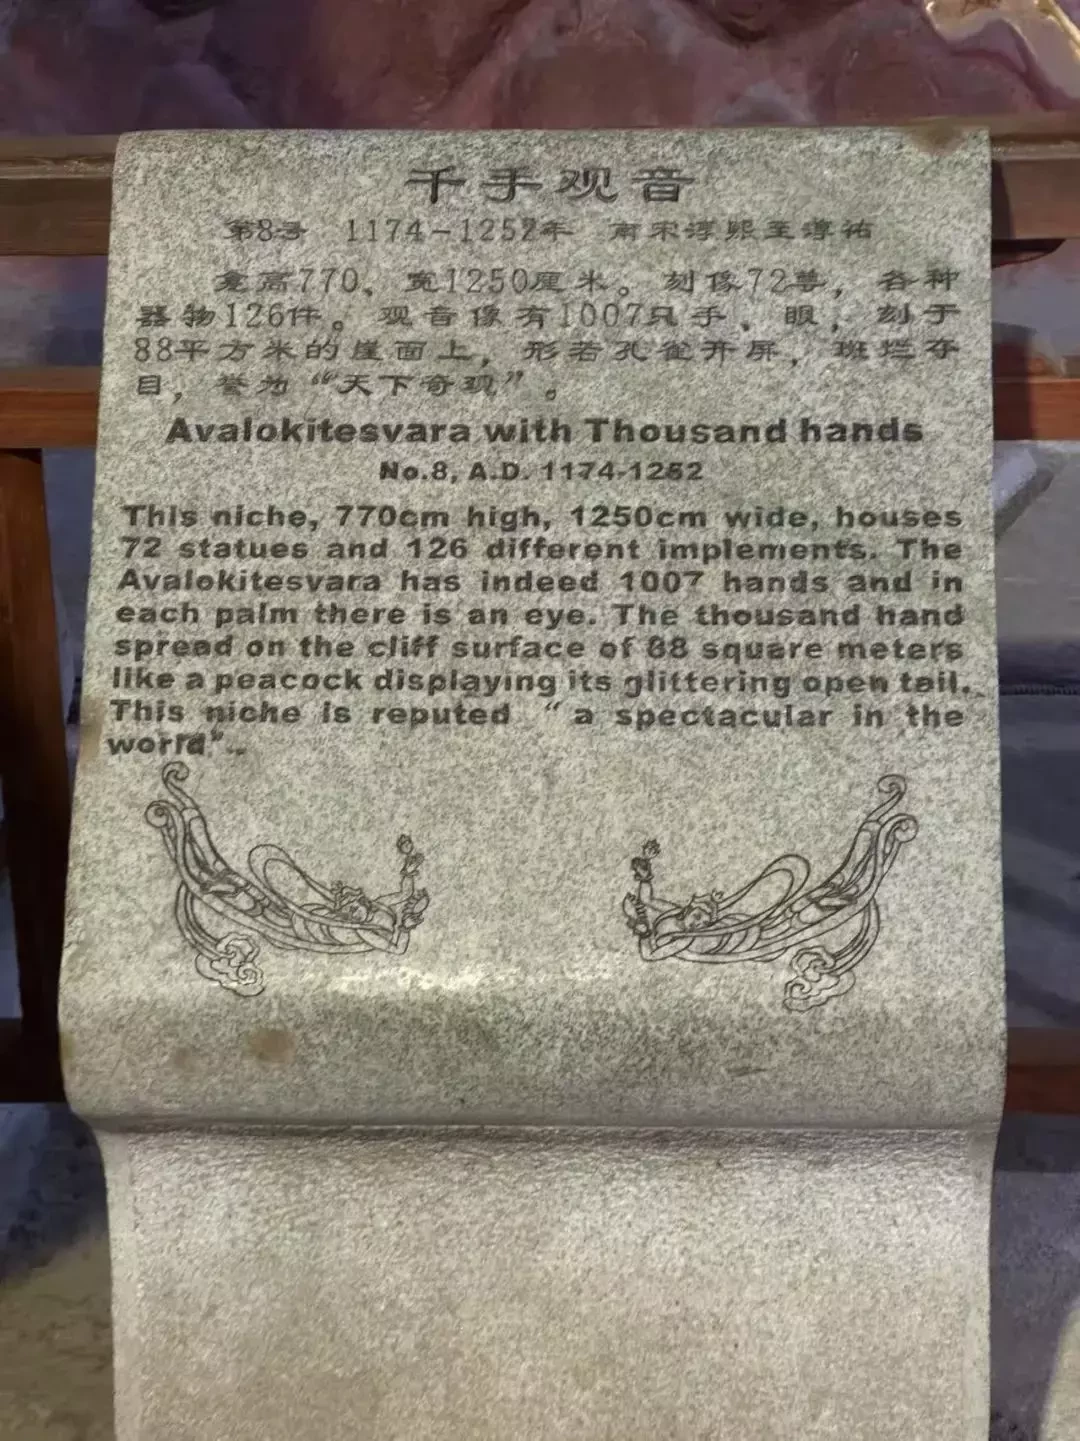 千手观音
第8号 1174-1252年 南宋淳熙至淳祐
龛高770、宽1250厘米。刻像72尊，各种
器物126件。观音像有1007只手、眼，刻于
88平方米的崖面上，形若孔雀开屏，斑烂夺
目，誉为“天下奇观”。
Avalokitesvara with Thousand hands
No.8, A.D. 1174-1252
This niche, 770cm high, 1250cm wide, houses
72 statues and 126 different implements. The
Avalokitesvara has indeed 1007 hands and in
each palm there is an eye. The thousand hand
spread on the cliff surface of 88 square meters
like a peacock displaying its glittering open tail.
This niche is reputed “a spectacular in the
world”.